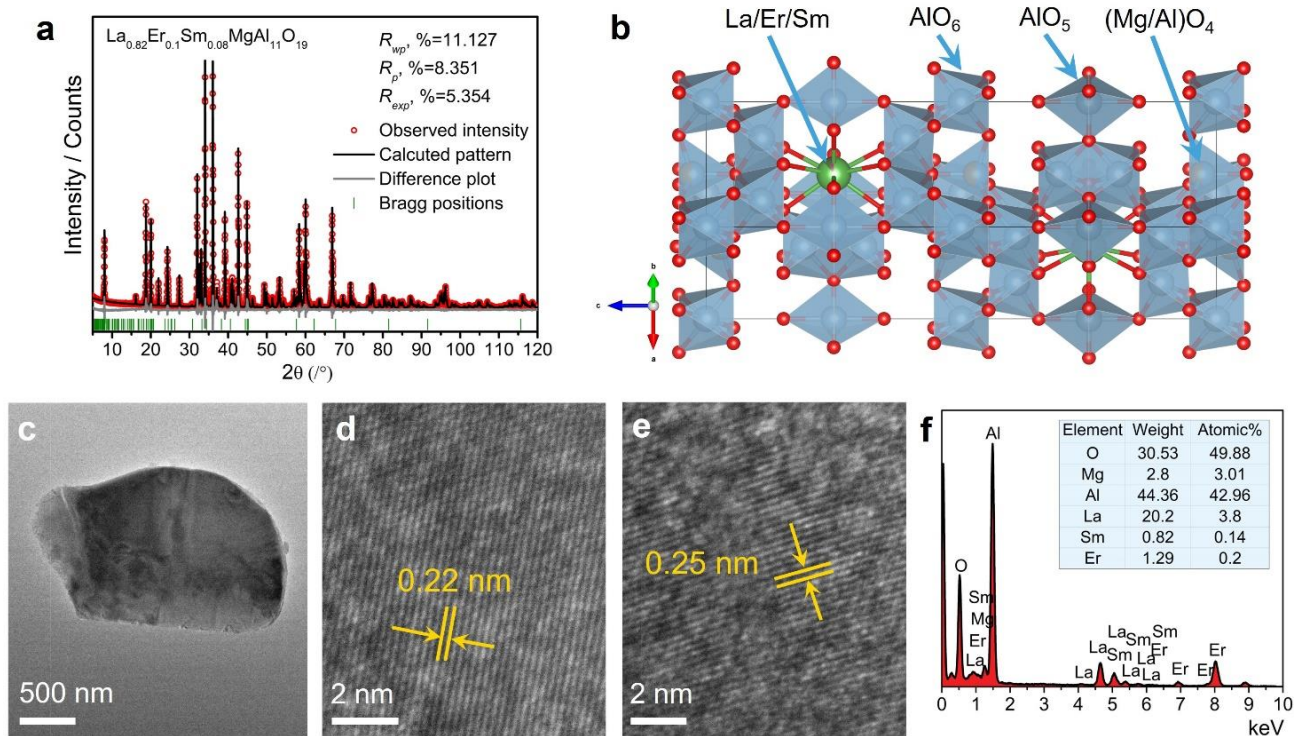 a
La0.82Er0.1Sm0.08MgAl11O19
Rwp, %=11.127
Rp, %=8.351
Rexp, %=5.354
Observed intensity
Calcuted pattern
Difference plot
Bragg positions
Intensity / Counts
10 20 30 40 50 60 70 80 90 100 110 120
2θ (/°)
b
La/Er/Sm
AlO6
AlO5
(Mg/Al)O4
b
c
a
c
500 nm
d
0.22 nm
2 nm
e
0.25 nm
2 nm
f
Al
O
Sm
Mg
Er
La
La
La
Sm
La
Sm
La
La
Sm
Er
La
Er
Er
Er
Element Weight Atomic%
O 30.53 49.88
Mg 2.8 3.01
Al 44.36 42.96
La 20.2 3.8
Sm 0.82 0.14
Er 1.29 0.2
0 1 2 3 4 5 6 7 8 9 10
keV